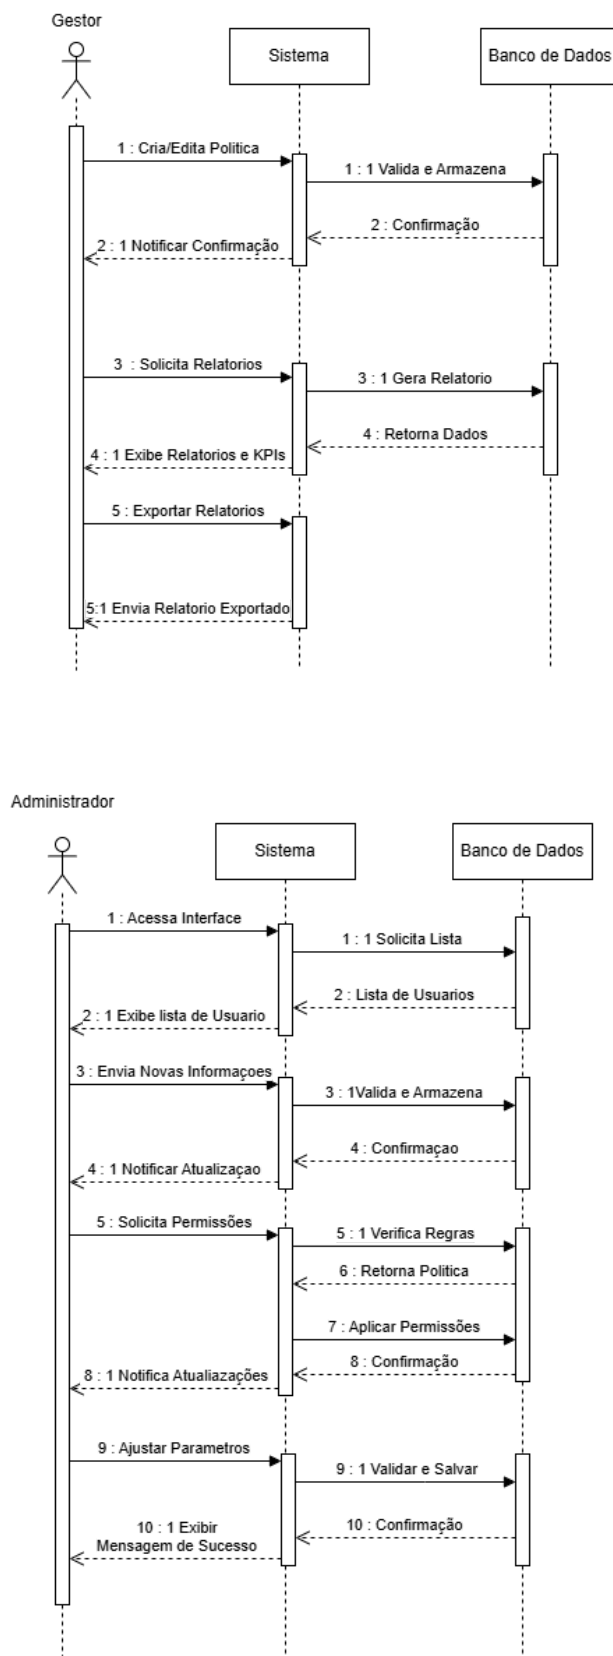 Gestor
Sistema
Banco de Dados
1 : Cria/Edita Politica
1 : 1 Valida e Armazena
2 : Confirmação
2 : 1 Notificar Confirmação
3 : Solicita Relatorios
3 : 1 Gera Relatorio
4 : Retorna Dados
4 : 1 Exibe Relatorios e KPIs
5 : Exportar Relatorios
5:1 Envia Relatorio Exportado
Administrador
Sistema
Banco de Dados
1 : Acessa Interface
1 : 1 Solicita Lista
2 : Lista de Usuarios
2 : 1 Exibe lista de Usuario
3 : Envia Novas Informaçoes
3 : 1Valida e Armazena
4 : Confirmaçao
4 : 1 Notificar Atualizaçao
5 : Solicita Permissões
5 : 1 Verifica Regras
6 : Retorna Politica
7 : Aplicar Permissões
8 : Confirmação
8 : 1 Notifica Atualiazações
9 : Ajustar Parametros
9 : 1 Validar e Salvar
10 : Confirmação
10 : 1 Exibir
Mensagem de Sucesso